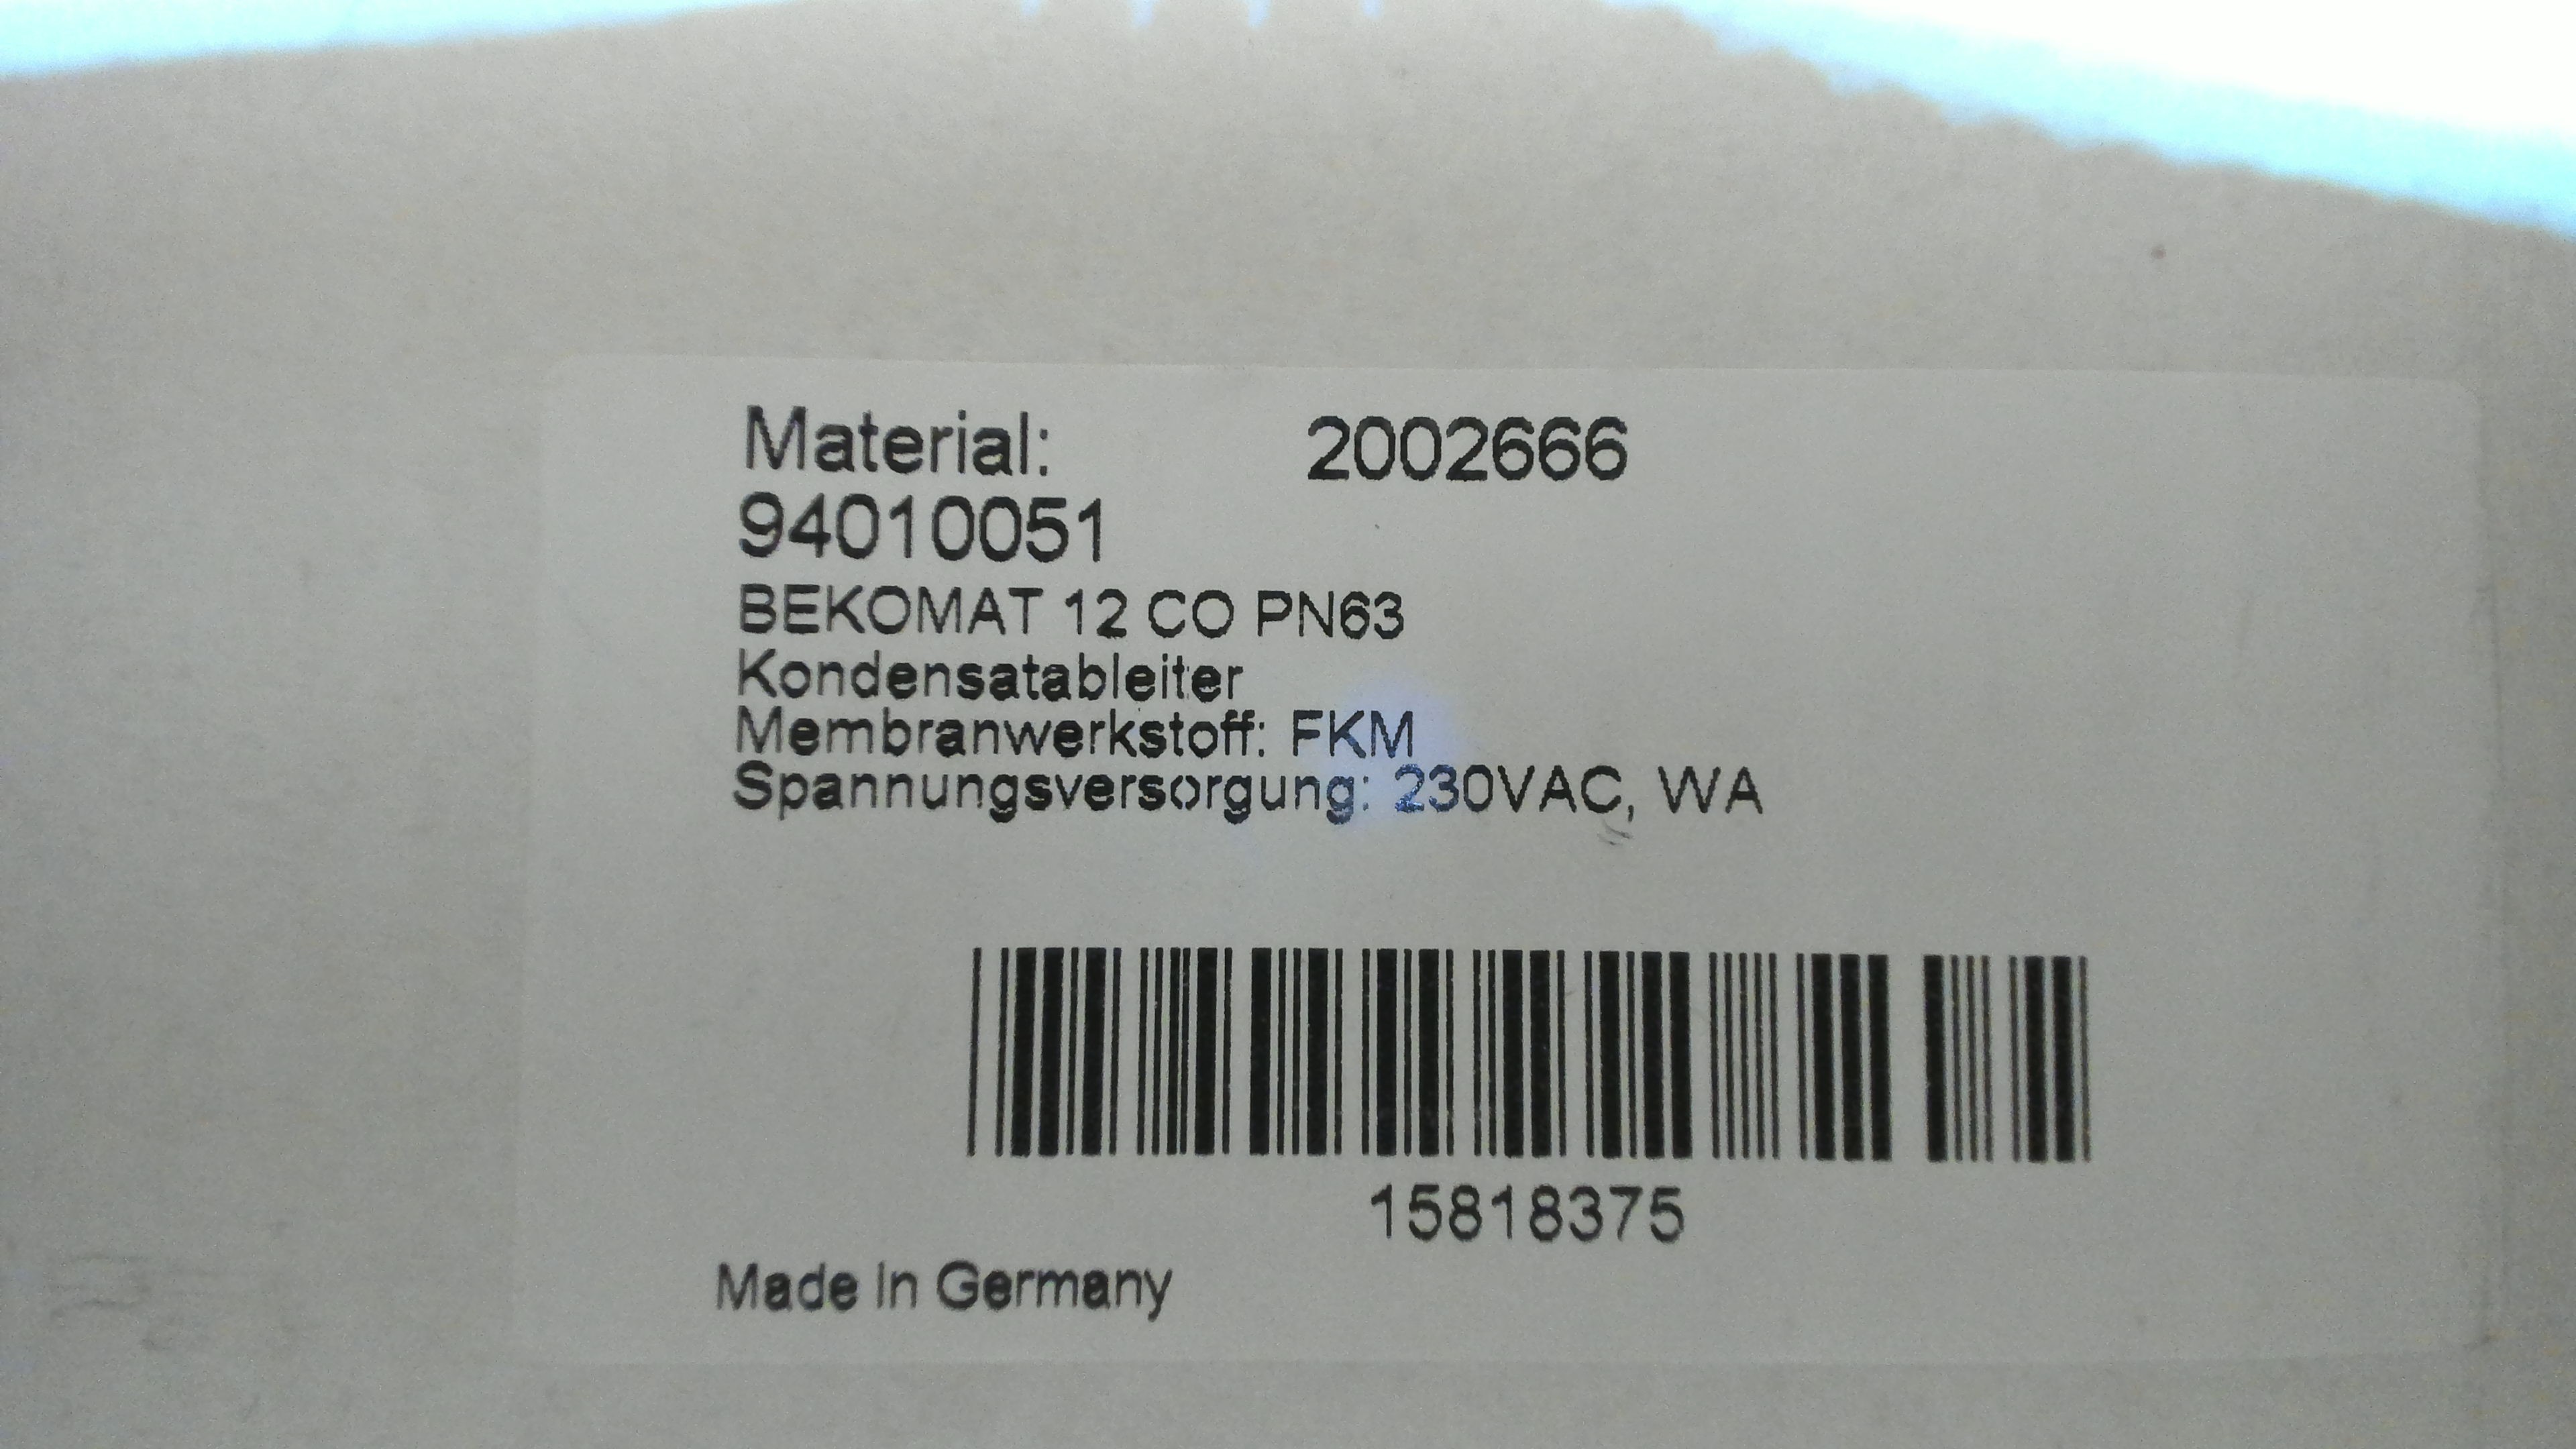 Material: 2002666
94010051
BEKOMAT 12 CO PN63
Kondensatableiter
Membranwerkstoff: FKM
Spannungsversorgung: 230VAC, WA
15818375
Made In Germany